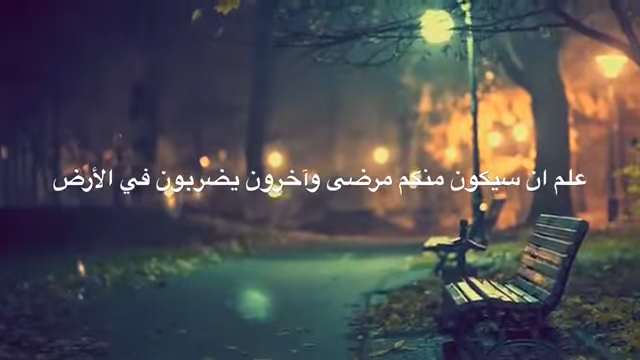 علم ان سيكون منكم مرضى وآخرون يضربون في الأرض